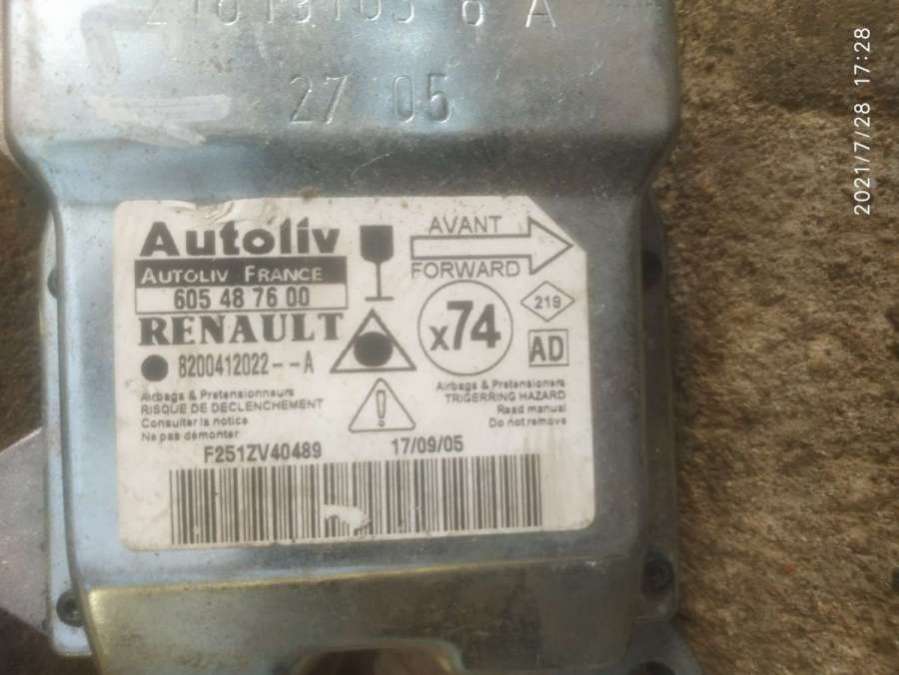 27 05
2021/7/28 17:28
Autoliv
AVANT
AUTOLIV FRANCE
FORWARD
605 48 76 00
219
RENAULT
x74
AD
8200412022--A
Airbags & Pretensionneurs
RISQUE DE DECLENCHEMENT
Consulter la notice
Ne pas démonter
Airbags & Pretensioners
TRIGERRING HAZARD
Read manual
Do not remove
F251ZV40489
17/09/05